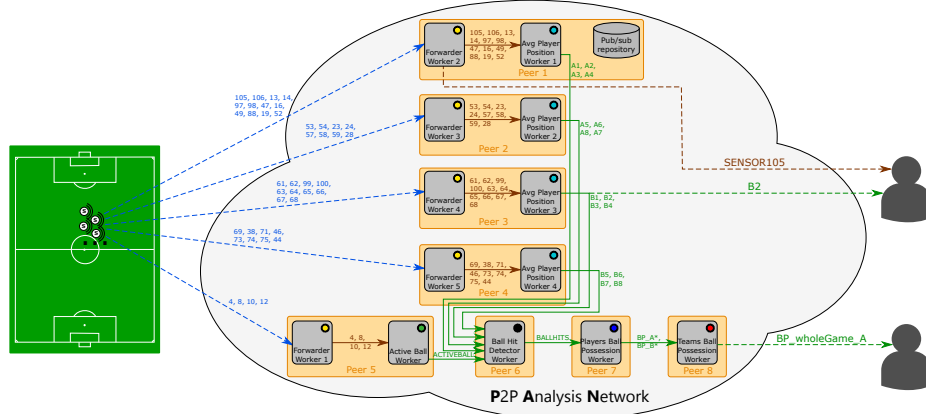 105, 106, 13, 14,
97, 98, 47, 16,
49, 88, 19, 52
53, 54, 23, 24,
57, 58, 59, 28
61, 62, 99, 100,
63, 64, 65, 66,
67, 68
69, 38, 71, 46,
73, 74, 75, 44
4, 8, 10, 12
S
S
S
S
Forwarder
Worker 2
105, 106, 13,
14, 97, 98,
47, 16, 49,
88, 19, 52
Avg Player
Position
Worker 1
Pub/sub
repository
Peer 1
A1, A2,
A3, A4
Forwarder
Worker 3
53, 54, 23,
24, 57, 58,
59, 28
Avg Player
Position
Worker 2
Peer 2
A5, A6,
A8, A7
Forwarder
Worker 4
61, 62, 99,
100, 63, 64,
65, 66, 67,
68
Avg Player
Position
Worker 3
Peer 3
B1, B2,
B3, B4
Forwarder
Worker 5
69, 38, 71,
46, 73, 74,
75, 44
Avg Player
Position
Worker 4
Peer 4
B5, B6,
B7, B8
Forwarder
Worker 1
4, 8,
10, 12
Active Ball
Worker
Peer 5
ACTIVEBALL
Ball Hit
Detector
Worker
Peer 6
BALLHITS
Players Ball
Possession
Worker
Peer 7
BP_A*,
BP_B*
Teams Ball
Possession
Worker
Peer 8
SENSOR105
B2
BP_wholeGame_A
P2P Analysis Network